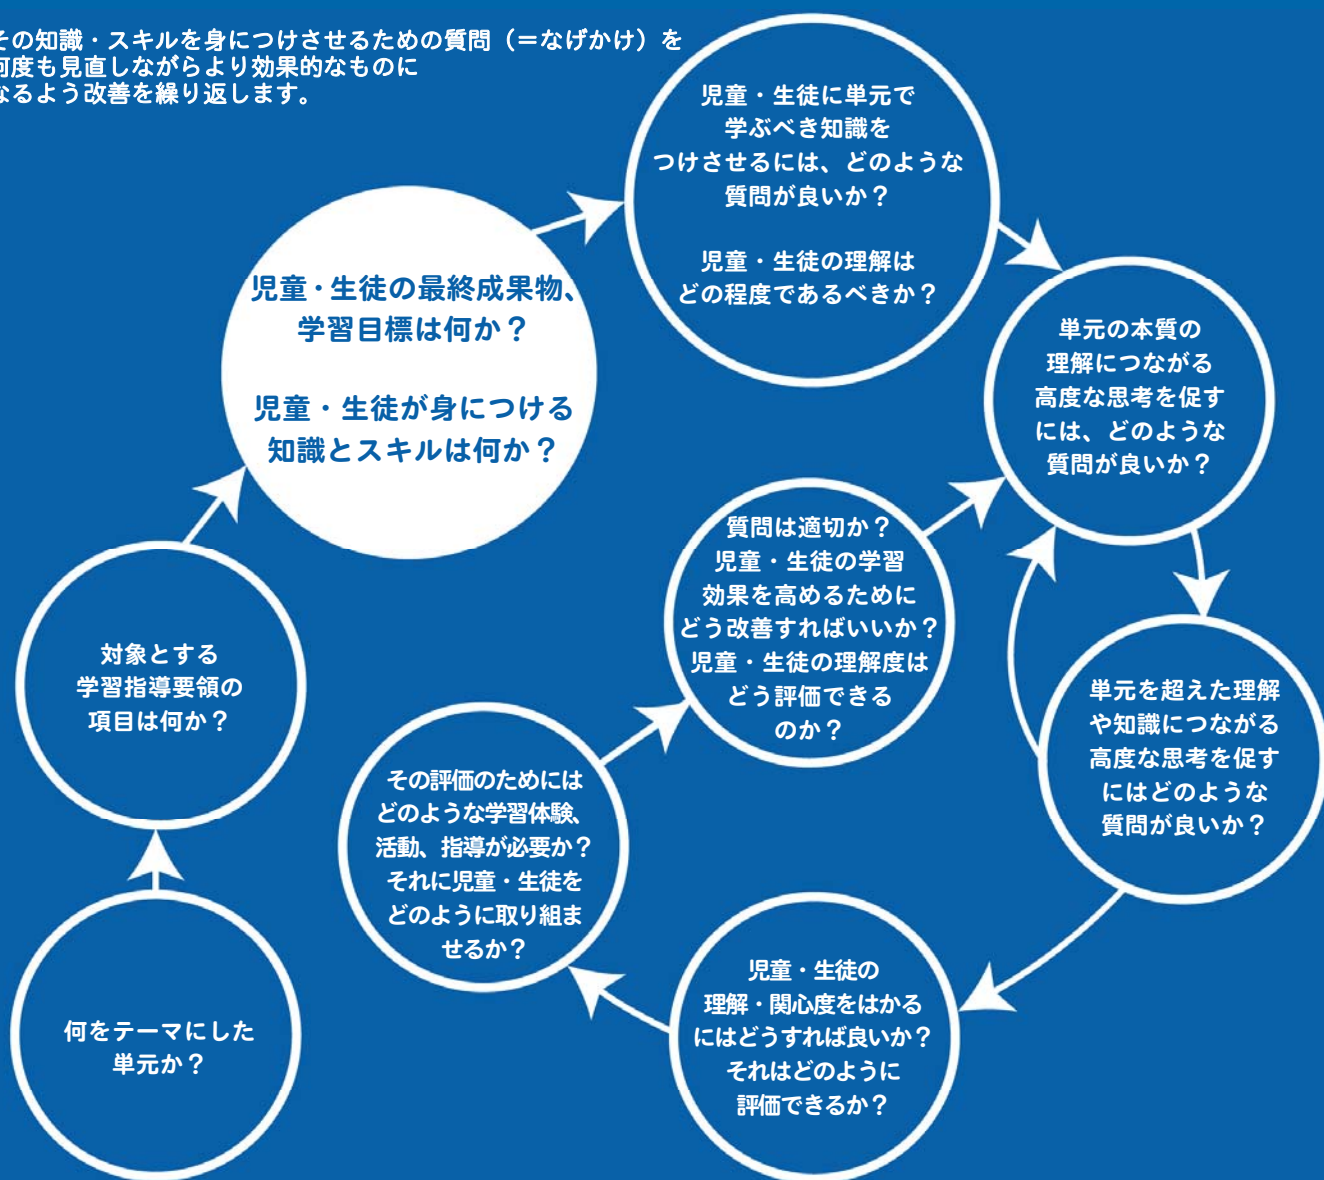 その知識・スキルを身につけさせるための質問（＝なげかけ）を
何度も見直しながらより効果的なものに
なるよう改善を繰り返します。
児童・生徒に単元で
学ぶべき知識を
つけさせるには、どのような
質問が良いか？
児童・生徒の理解は
どの程度であるべきか？
児童・生徒の最終成果物、
学習目標は何か？
児童・生徒が身につける
知識とスキルは何か？
単元の本質の
理解につながる
高度な思考を促す
には、どのような
質問が良いか？
質問は適切か？
児童・生徒の学習
効果を高めるために
どう改善すればいいか？
児童・生徒の理解度は
どう評価できる
のか？
対象とする
学習指導要領の
項目は何か？
単元を超えた理解
や知識につながる
高度な思考を促す
にはどのような
質問が良いか？
その評価のためには
どのような学習体験、
活動、指導が必要か？
それに児童・生徒を
どのように取り組ま
せるか？
児童・生徒の
理解・関心度をはかる
にはどうすれば良いか？
それはどのように
評価できるか？
何をテーマにした
単元か？